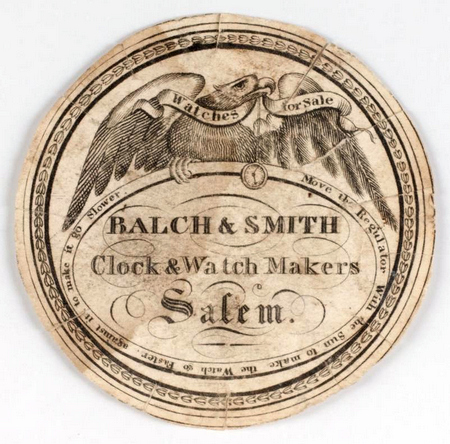 Watches for Sale
BALCH & SMITH
Clock & Watch Makers
Salem.
Move the Regulator With the Sun to make the Watch go Faster, against it to make it go Slower.